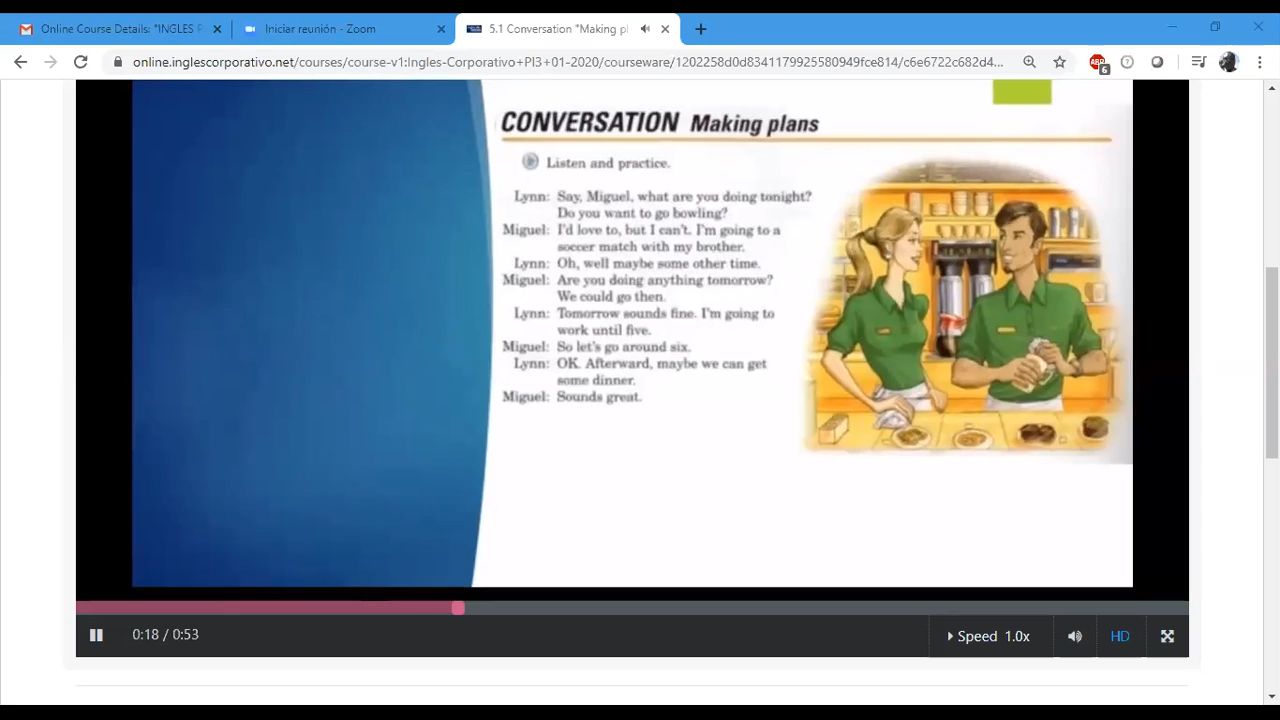 Online Course Details: "INGLES P
Iniciar reunión - Zoom
5.1 Conversation "Making pl
online.inglescorporativo.net/courses/course-v1:Ingles-Corporativo+PI3+01-2020/courseware/1202258d0d8341179925580949fce814/c6e6722c682d4...
ABP
6
CONVERSATION Making plans
Listen and practice.
Lynn: Say, Miguel, what are you doing tonight?
Do you want to go bowling?
Miguel: I'd love to, but I can't. I'm going to a
soccer match with my brother.
Lynn: Oh, well maybe some other time.
Miguel: Are you doing anything tomorrow?
We could go then.
Lynn: Tomorrow sounds fine. I'm going to
work until five.
Miguel: So let's go around six.
Lynn: OK. Afterward, maybe we can get
some dinner.
Miguel: Sounds great.
0:18 / 0:53
Speed 1.0x
HD